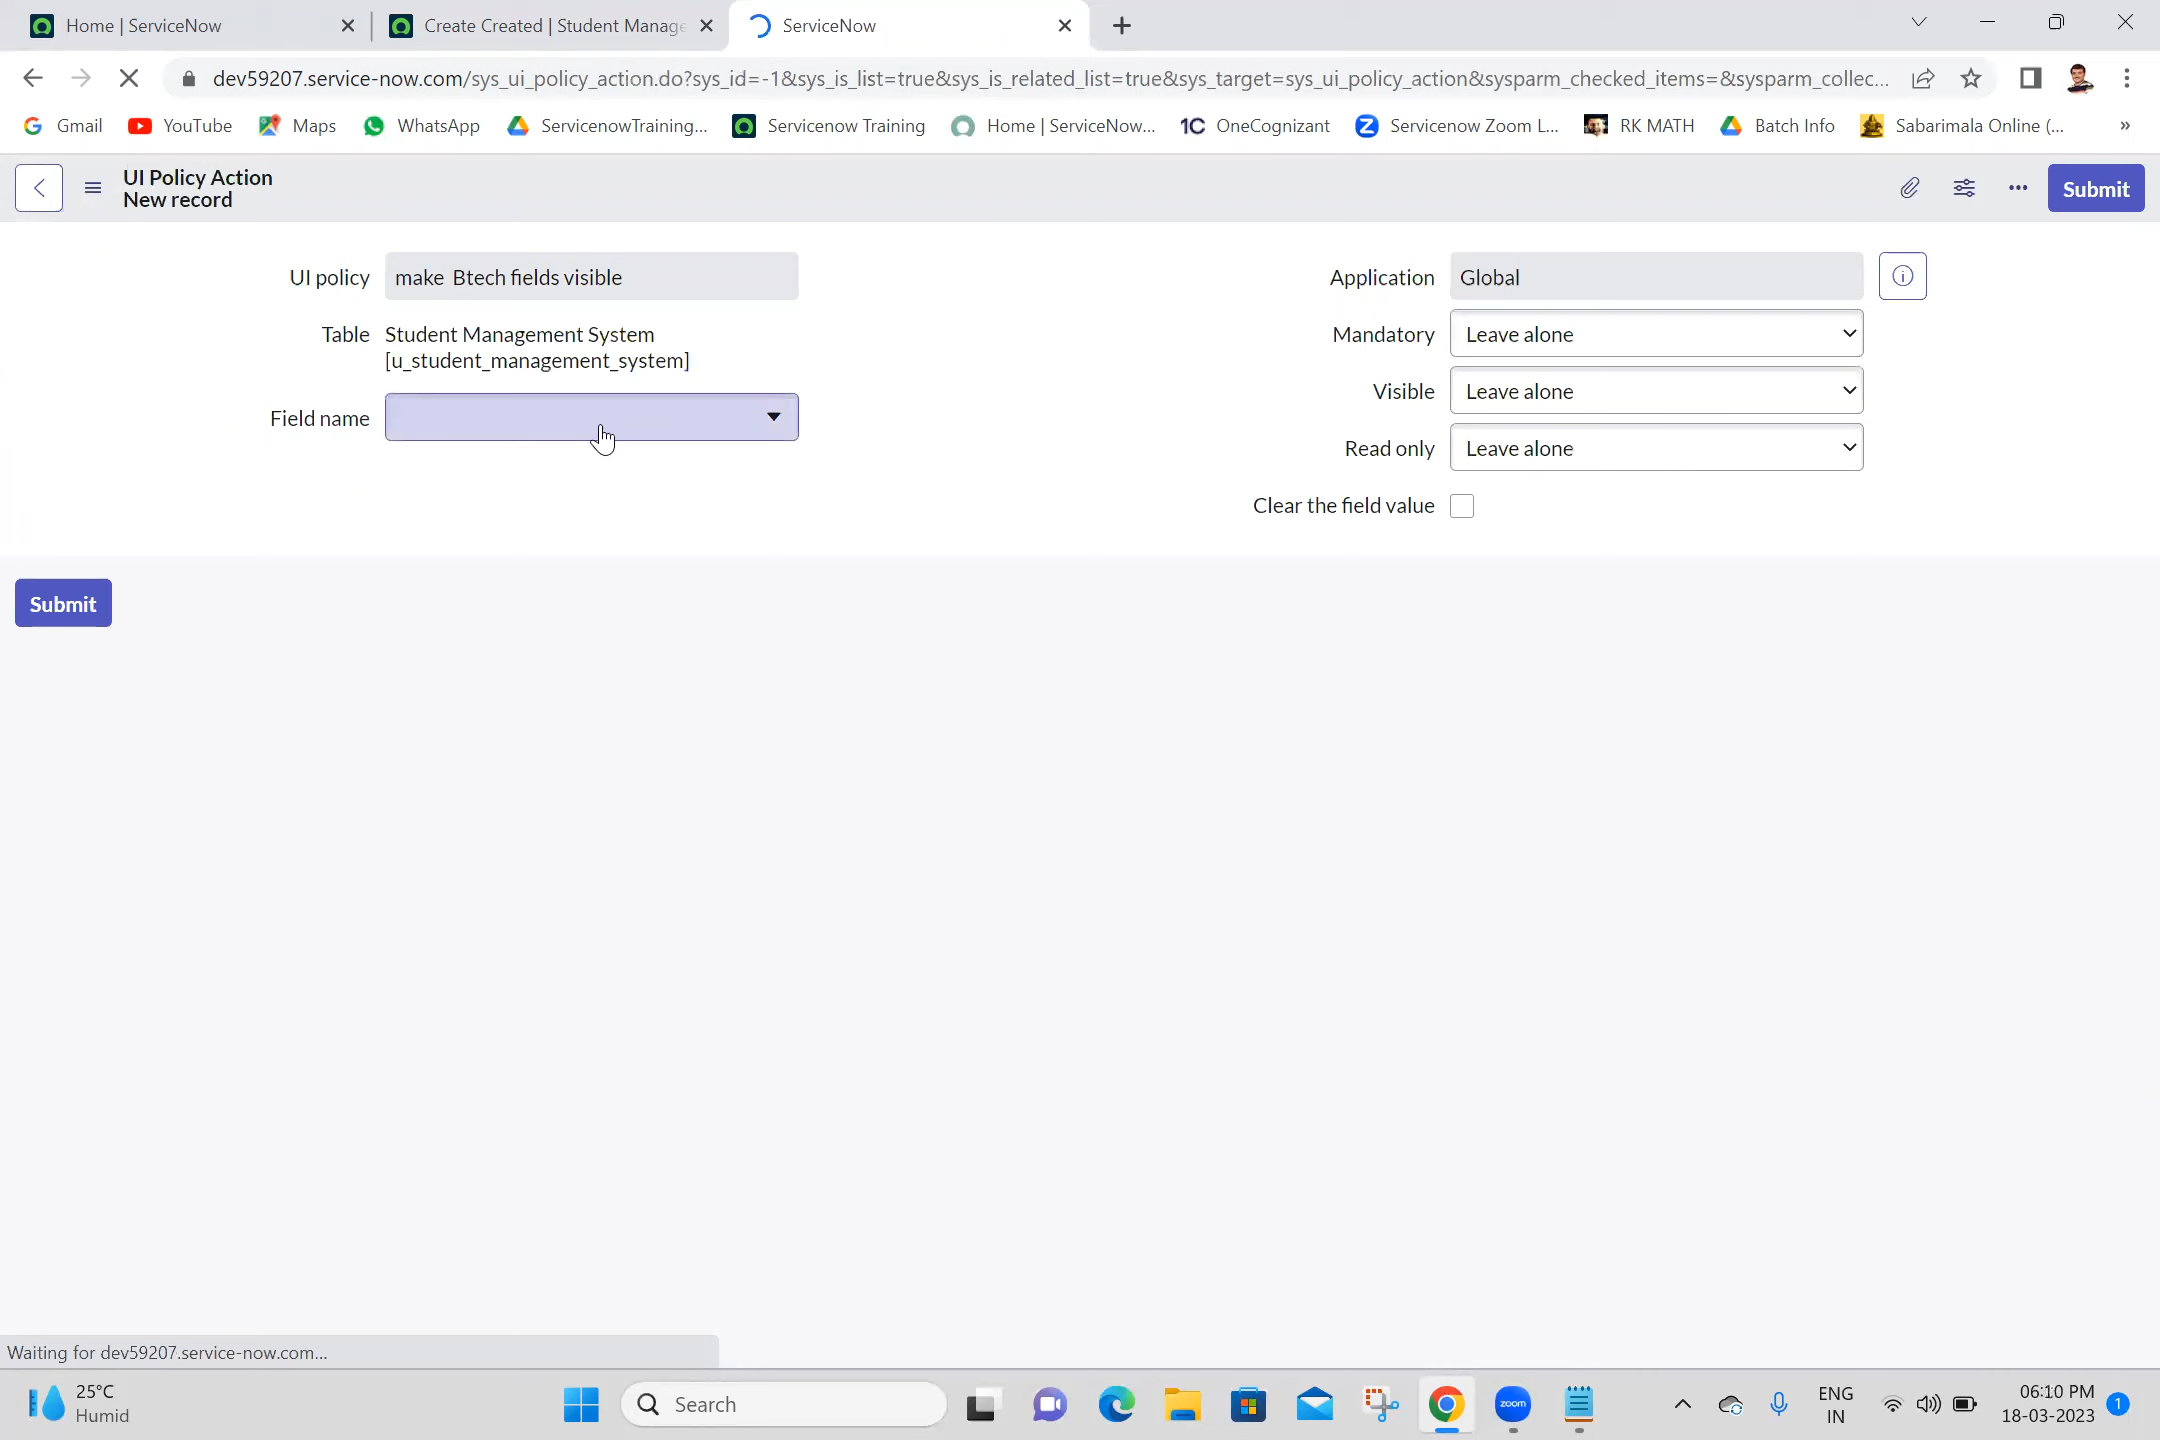 Home | ServiceNow
Create Created | Student Manage
ServiceNow
dev59207.service-now.com/sys_ui_policy_action.do?sys_id=-1&sys_is_list=true&sys_is_related_list=true&sys_target=sys_ui_policy_action&sysparm_checked_items=&sysparm_collec...
Gmail YouTube Maps WhatsApp ServicenowTraining... Servicenow Training Home | ServiceNow... 1C OneCognizant Servicenow Zoom L... RK MATH Batch Info Sabarimala Online (... »
UI Policy Action
New record
Submit
UI policy make Btech fields visible
Application Global
Table Student Management System
[u_student_management_system]
Mandatory Leave alone
Visible Leave alone
Field name
Read only Leave alone
Clear the field value
Submit
Waiting for dev59207.service-now.com...
25°C
Humid
Search
zoom
ENG
IN
06:10 PM
18-03-2023
1